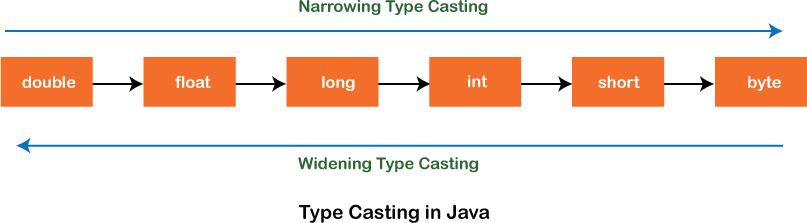 Narrowing Type Casting
double float long int short byte
Widening Type Casting
Type Casting in Java